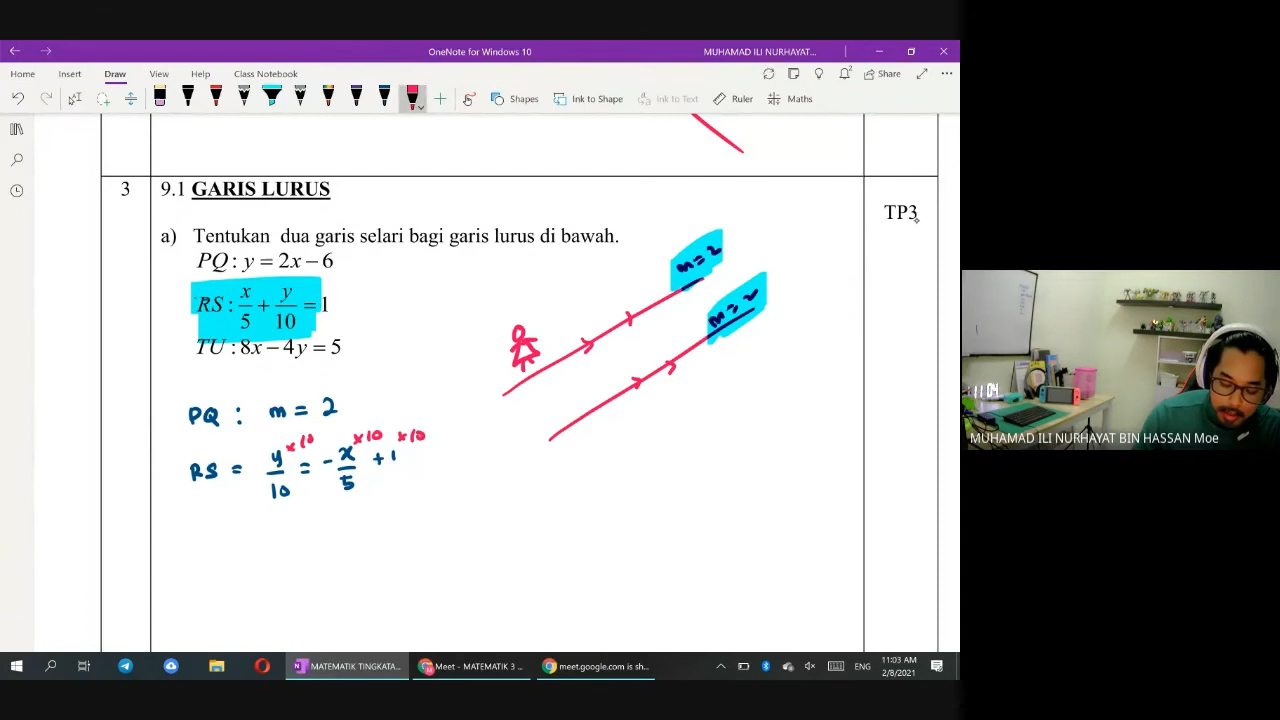 OneNote for Windows 10
MUHAMAD ILI NURHAYAT...
Home Insert Draw View Help Class Notebook
Share
Shapes Ink to Shape Ink to Text Ruler Maths
3
9.1 GARIS LURUS
TP3
a) Tentukan dua garis selari bagi garis lurus di bawah.
PQ : y = 2x − 6
RS : x/5 + y/10 = 1
TU : 8x − 4y = 5
m = 2
m = 2
PQ : m = 2
×10 ×10 ×10
RS = y/10 = - x/5 + 1
11:04
MUHAMAD ILI NURHAYAT BIN HASSAN Moe
MATEMATIK TINGKATA...
Meet - MATEMATIK 3 ...
meet.google.com is sh...
ENG
11:03 AM
2/8/2021